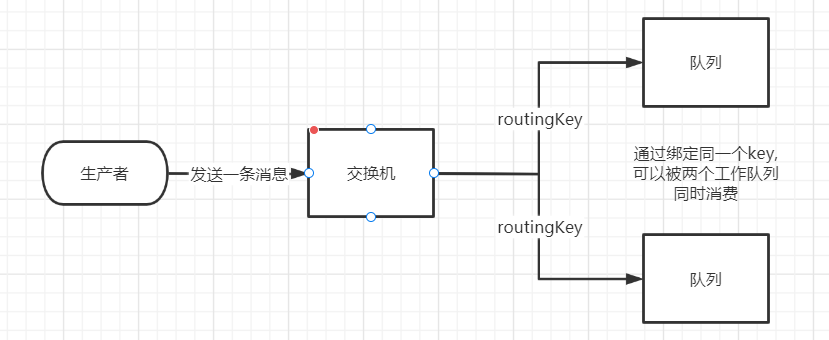 队列
routingKey
生产者
发送一条消息
交换机
通过绑定同一个key,
可以被两个工作队列
同时消费
routingKey
队列